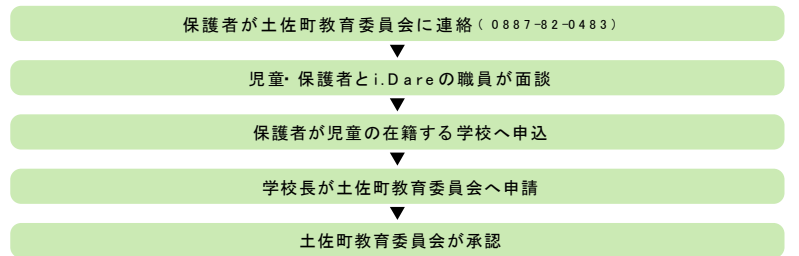 保護者が土佐町教育委員会に連絡(0887-82-0483)
▼
児童・保護者とi.Dareの職員が面談
▼
保護者が児童の在籍する学校へ申込
▼
学校長が土佐町教育委員会へ申請
▼
土佐町教育委員会が承認